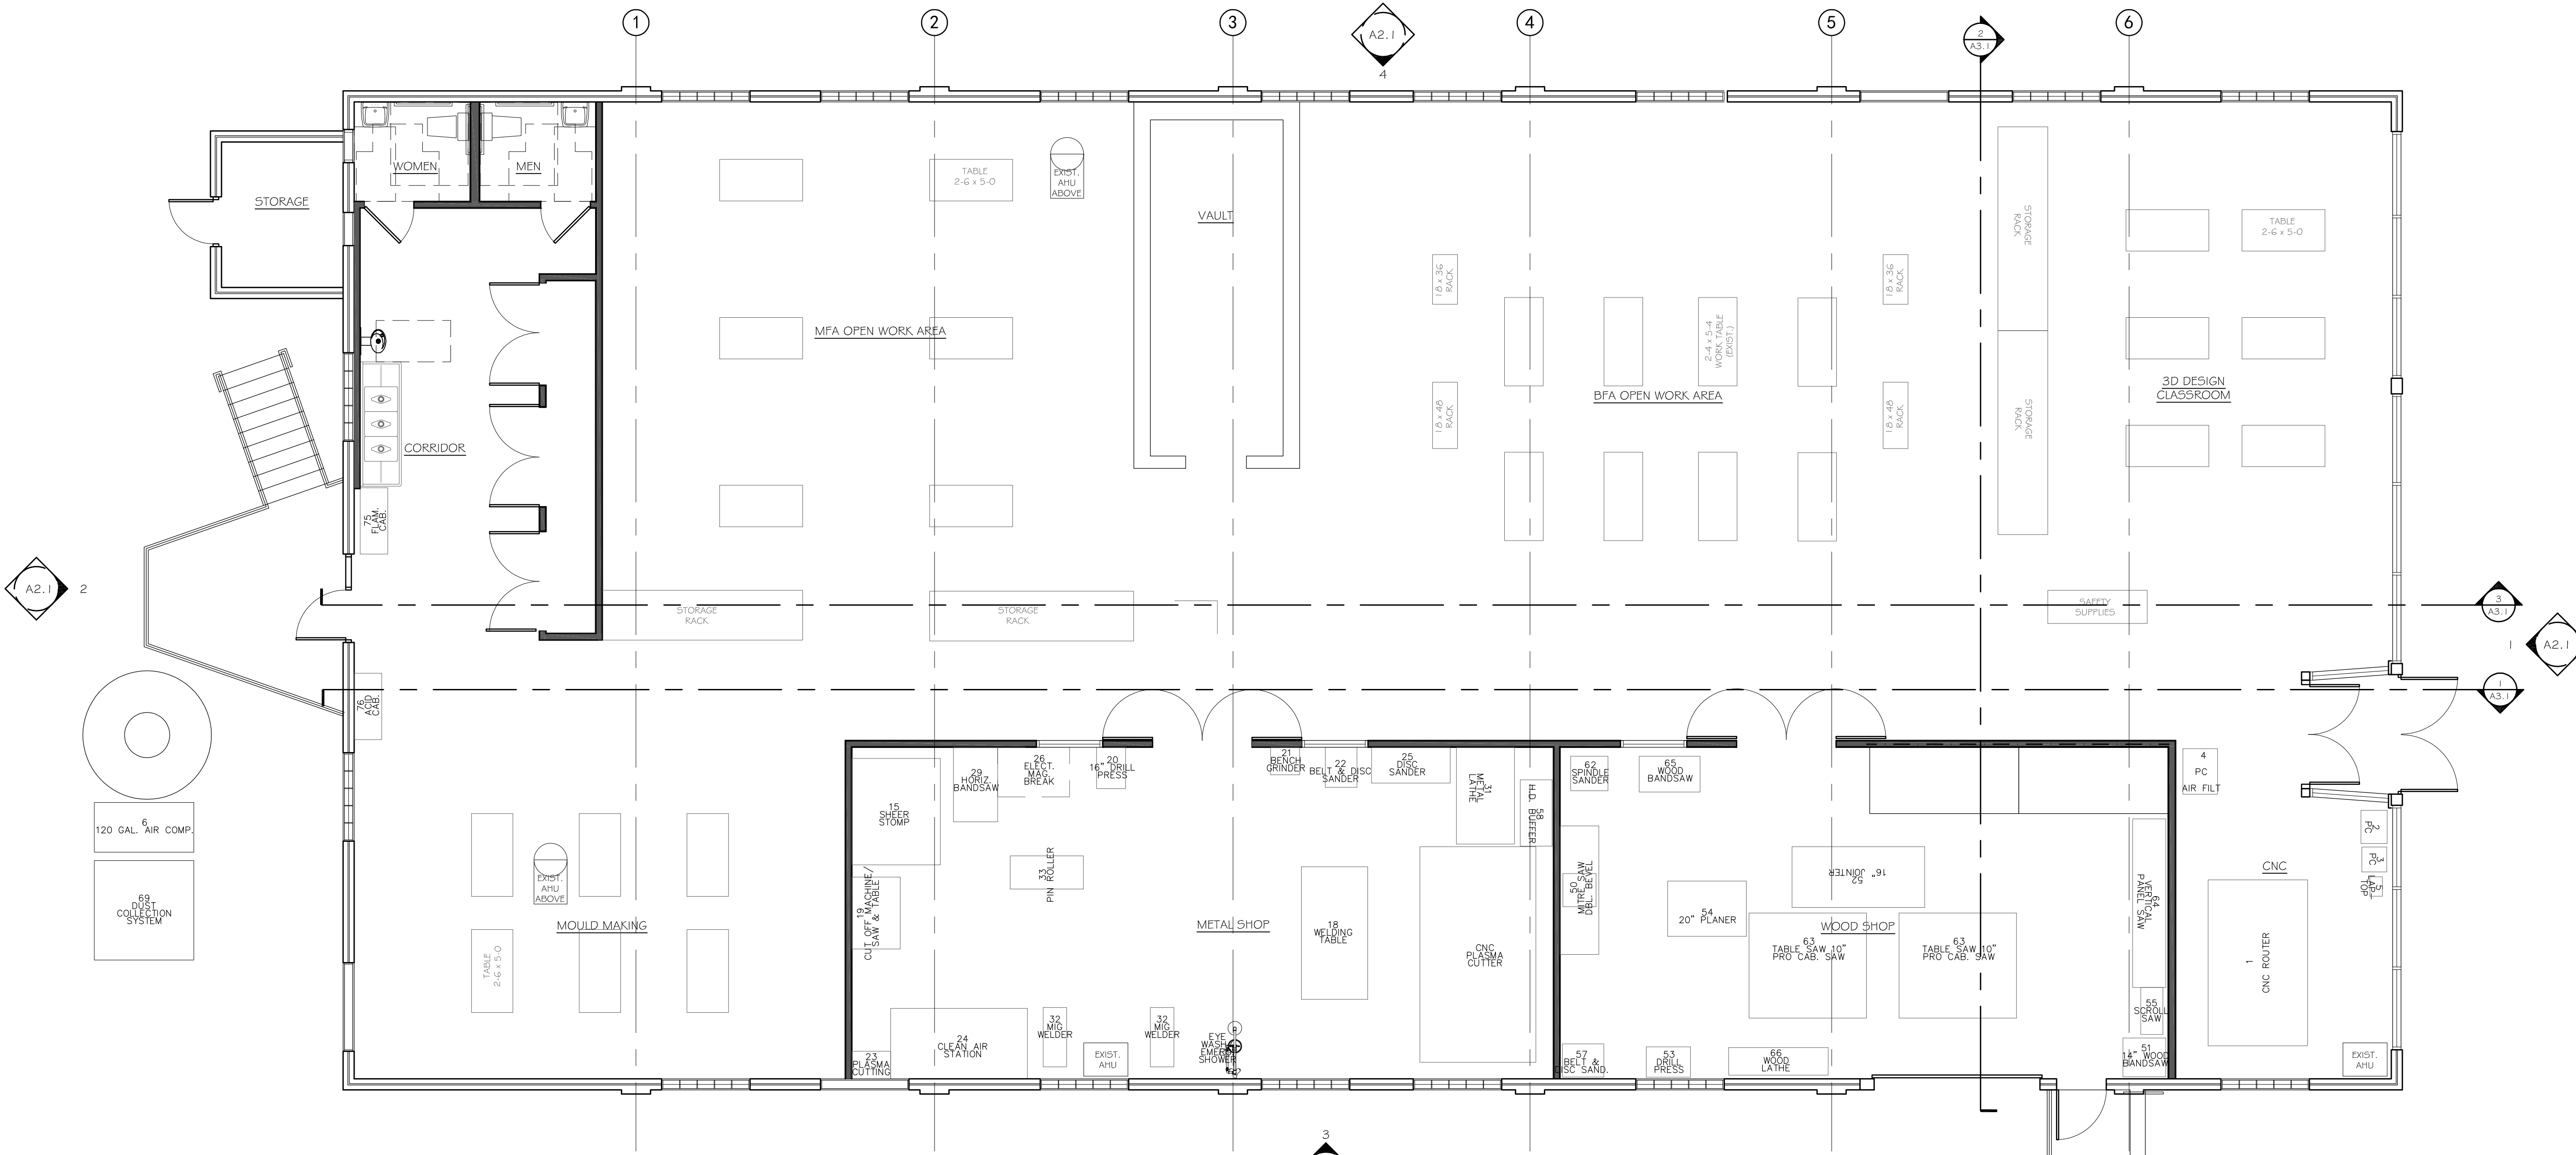 1
2
3
4
5
6
A2.1
4
2
A3.1
WOMEN
MEN
STORAGE
TABLE
2-6 x 5-0
EXIST.
AHU
ABOVE
VAULT
STORAGE
RACK
TABLE
2-6 x 5-0
18 x 36
RACK
18 x 36
RACK
MFA OPEN WORK AREA
2-4 x 5-4
WORK TABLE
(EXIST.)
BFA OPEN WORK AREA
18 x 48
RACK
18 x 48
RACK
STORAGE
RACK
3D DESIGN
CLASSROOM
CORRIDOR
75
FLAM.
CAB.
A2.1
2
STORAGE
RACK
STORAGE
RACK
SAFETY
SUPPLIES
3
A3.1
1
A2.1
1
A3.1
76
ACID
CAB.
6
120 GAL. AIR COMP.
69
DUST
COLLECTION
SYSTEM
EXIST.
AHU
ABOVE
MOULD MAKING
TABLE
2-6 x 5-0
15
SHEER
STOMP
29
HORIZ.
BANDSAW
26
ELECT.
MAG.
BREAK
20
16" DRILL
PRESS
21
BENCH
GRINDER
22
BELT & DISC
SANDER
25
DISC
SANDER
31
METAL
LATHE
58
H.D. BUFFER
19
CUT OFF MACHINE/
SAW & TABLE
33
PIN ROLLER
METAL SHOP
18
WELDING
TABLE
CNC
PLASMA
CUTTER
23
PLASMA
CUTTING
24
CLEAN AIR
STATION
32
MIG
WELDER
EXIST.
AHU
32
MIG
WELDER
EYE
WASH
EMERG
SHOWER
62
SPINDLE
SANDER
65
WOOD
BANDSAW
50
MITRE SAW
DBL. BEVEL
52
16" JOINTER
54
20" PLANER
WOOD SHOP
63
TABLE SAW 10"
PRO CAB. SAW
63
TABLE SAW 10"
PRO CAB. SAW
64
VERTICAL
PANEL SAW
55
SCROLL
SAW
57
BELT &
DISC SAND.
53
DRILL
PRESS
66
WOOD
LATHE
51
14" WOOD
BANDSAW
4
PC
AIR FILT
2
PC
3
PC
5
LAP
TOP
CNC
1
CNC ROUTER
EXIST.
AHU
3